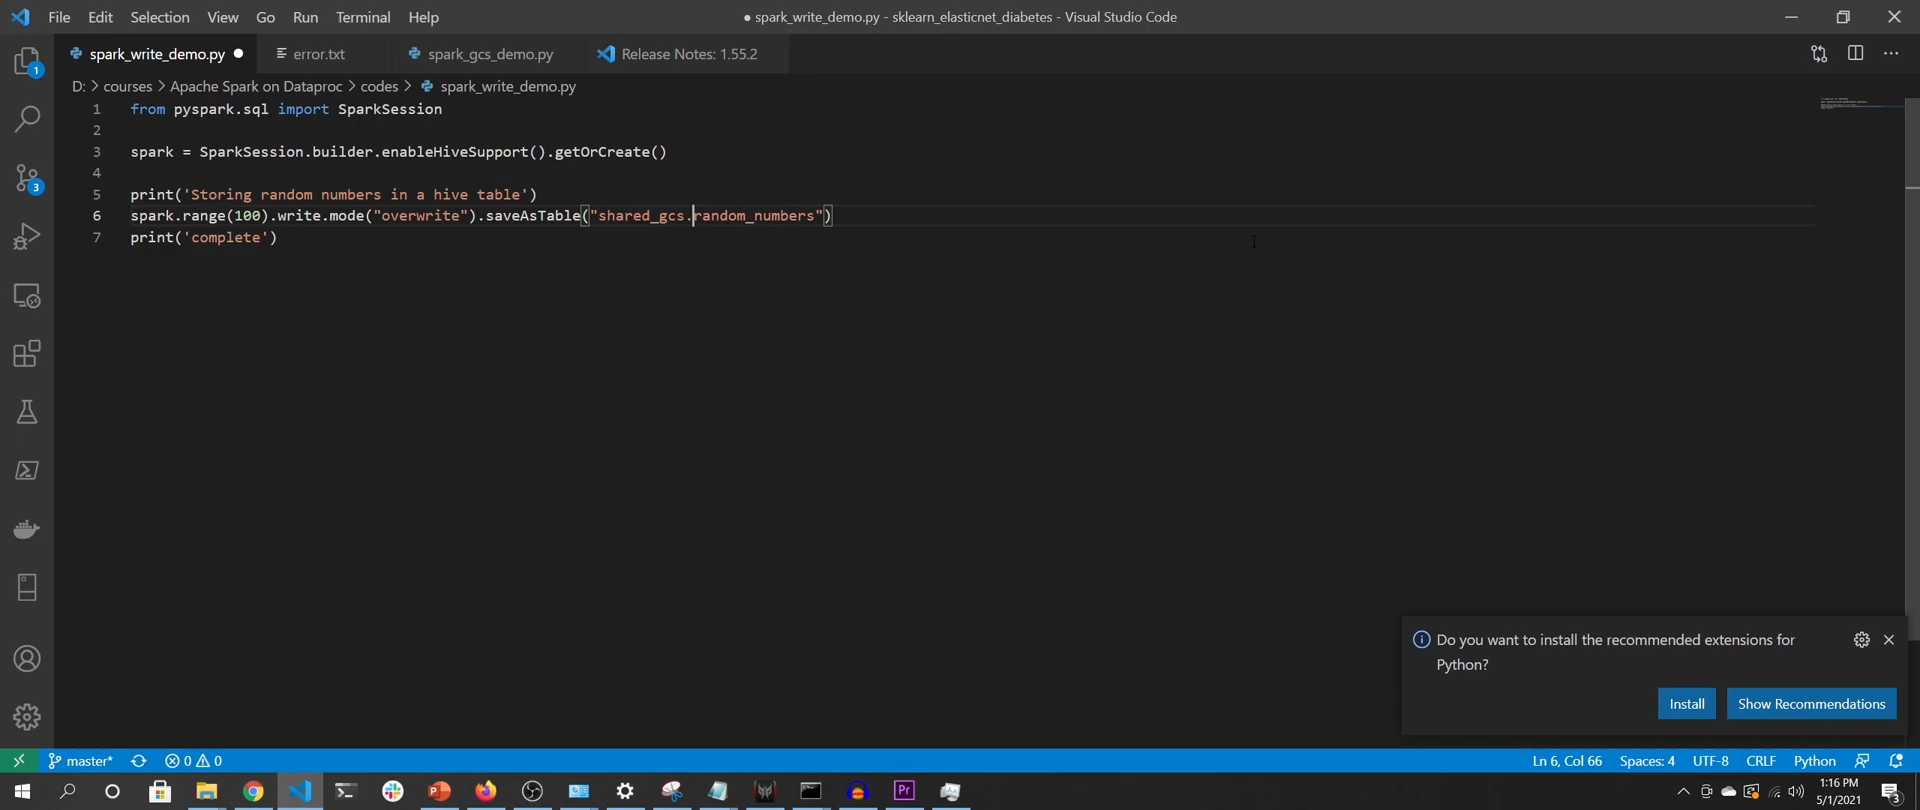 File Edit Selection View Go Run Terminal Help
● spark_write_demo.py - sklearn_elasticnet_diabetes - Visual Studio Code
spark_write_demo.py ● error.txt spark_gcs_demo.py Release Notes: 1.55.2
D: > courses > Apache Spark on Dataproc > codes > spark_write_demo.py
1 from pyspark.sql import SparkSession
2
3 spark = SparkSession.builder.enableHiveSupport().getOrCreate()
4
5 print('Storing random numbers in a hive table')
6 spark.range(100).write.mode("overwrite").saveAsTable("shared_gcs.random_numbers")
7 print('complete')
1
3
Do you want to install the recommended extensions for
Python?
Install Show Recommendations
master* 0 0 Ln 6, Col 66 Spaces: 4 UTF-8 CRLF Python
1:16 PM
5/1/2021
3